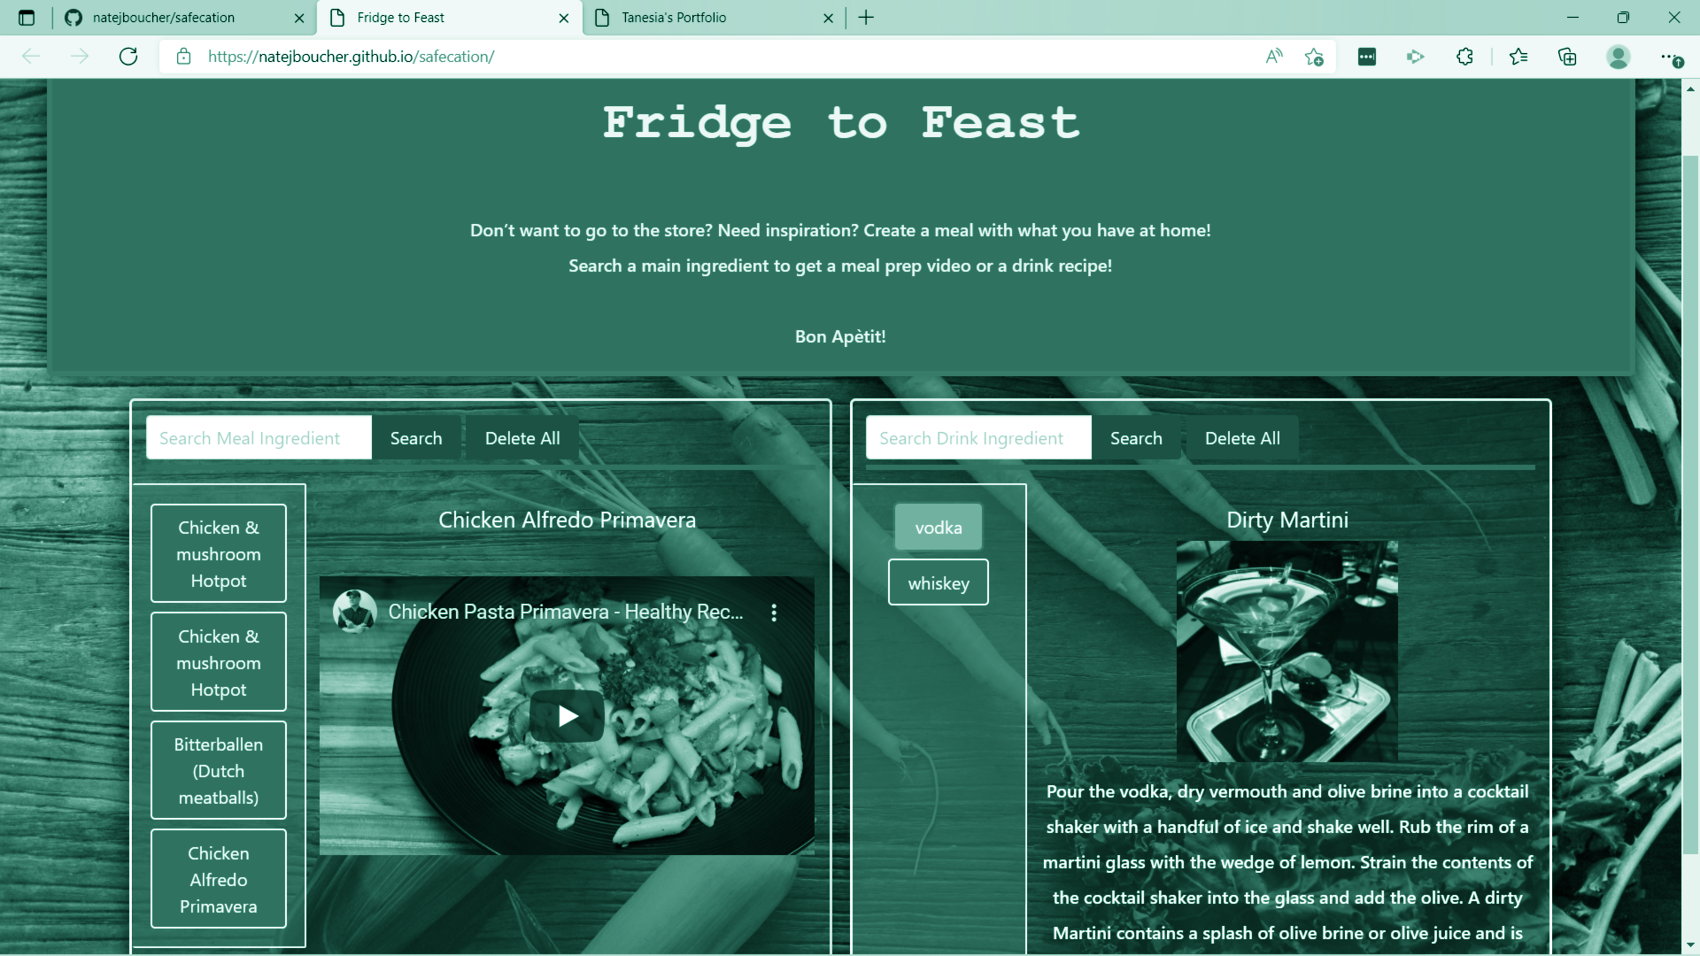 natejboucher/safecation
Fridge to Feast
Tanesia's Portfolio
https://natejboucher.github.io/safecation/
Fridge to Feast
Don't want to go to the store? Need inspiration? Create a meal with what you have at home!
Search a main ingredient to get a meal prep video or a drink recipe!
Bon Apètit!
Search Meal Ingredient
Search
Delete All
Chicken &
mushroom
Hotpot
Chicken &
mushroom
Hotpot
Bitterballen
(Dutch
meatballs)
Chicken
Alfredo
Primavera
Chicken Alfredo Primavera
Chicken Pasta Primavera - Healthy Rec...
Search Drink Ingredient
Search
Delete All
vodka
whiskey
Dirty Martini
Pour the vodka, dry vermouth and olive brine into a cocktail
shaker with a handful of ice and shake well. Rub the rim of a
martini glass with the wedge of lemon. Strain the contents of
the cocktail shaker into the glass and add the olive. A dirty
Martini contains a splash of olive brine or olive juice and is